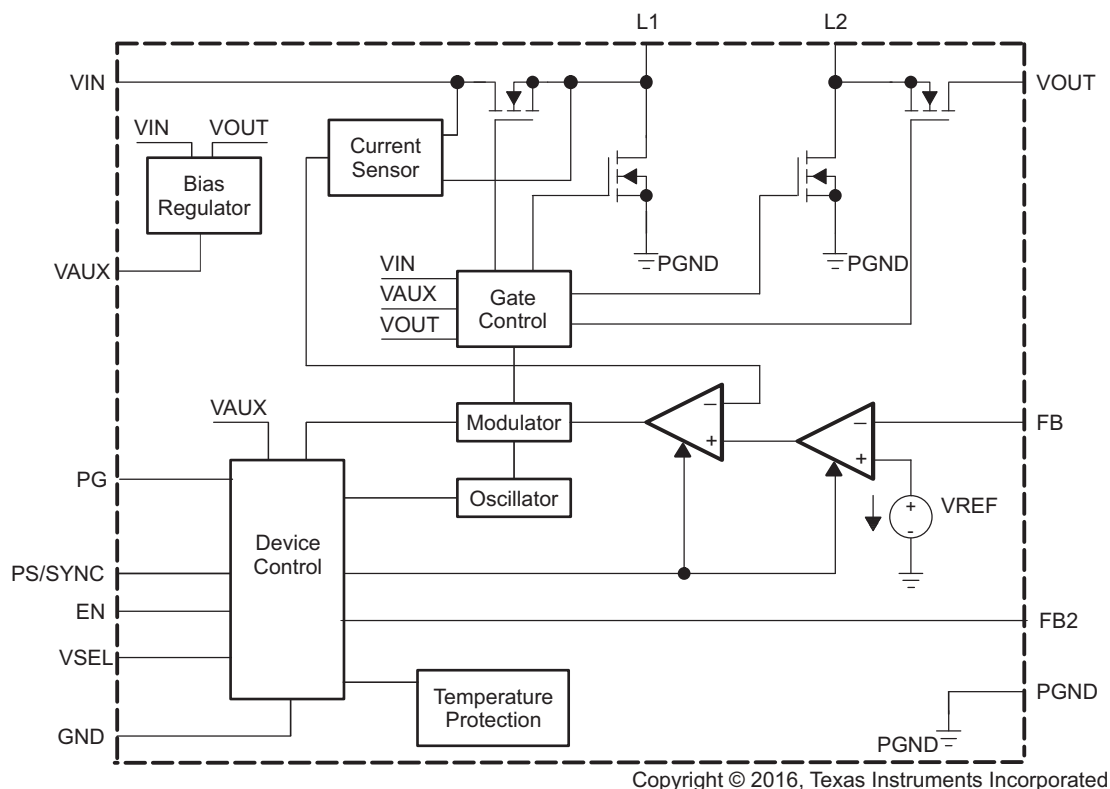 L1
L2
VIN
VOUT
VIN
VOUT
Current
Sensor
Bias
Regulator
VAUX
PGND
PGND
VIN
VAUX
VOUT
Gate
Control
VAUX
Modulator
−
+
−
+
FB
PG
Oscillator
+
-
VREF
Device
Control
PS/SYNC
EN
FB2
VSEL
Temperature
Protection
PGND
GND
PGND
Copyright © 2016, Texas Instruments Incorporated